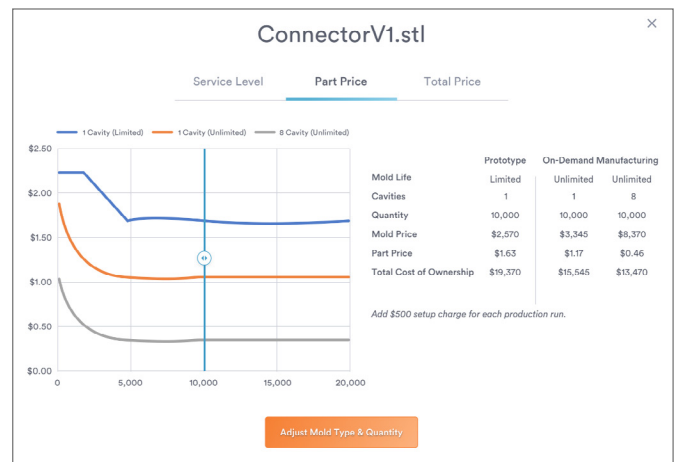 ConnectorV1.stl
Service Level Part Price Total Price
1 Cavity (Limited) 1 Cavity (Unlimited) 8 Cavity (Unlimited)
$2.50
$2.00
$1.50
$1.00
$0.50
$0.00
0 5,000 10,000 15,000 20,000
Prototype On-Demand Manufacturing
Mold Life Limited Unlimited Unlimited
Cavities 1 1 8
Quantity 10,000 10,000 10,000
Mold Price $2,570 $3,345 $8,370
Part Price $1.63 $1.17 $0.46
Total Cost of Ownership $19,370 $15,545 $13,470
Add $500 setup charge for each production run.
Adjust Mold Type & Quantity